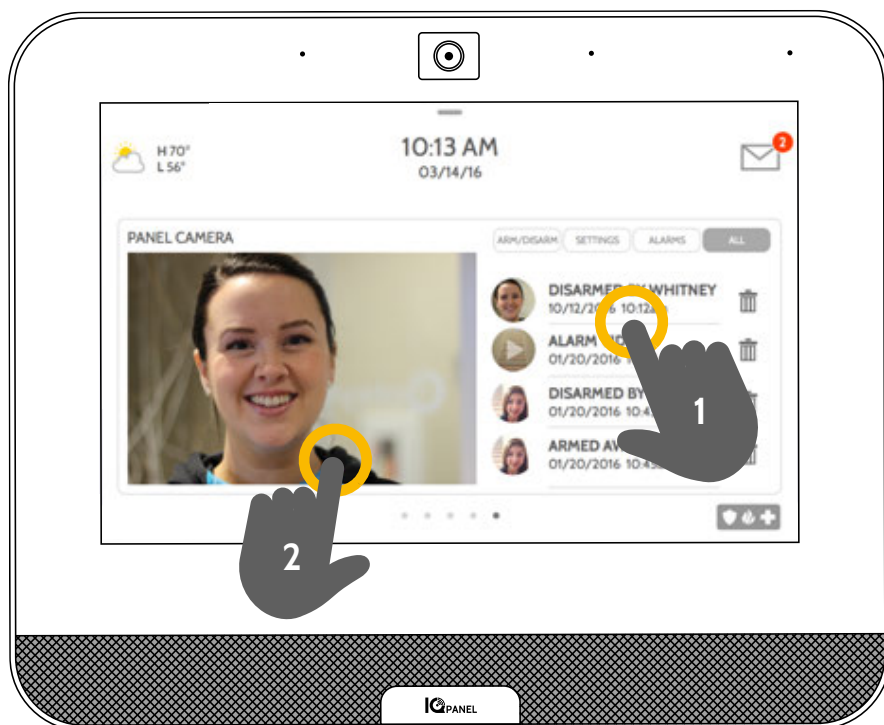 H 70°
L 56°
10:13 AM
03/14/16
2
PANEL CAMERA
ARM/DISARM
SETTINGS
ALARMS
ALL
DISARMED BY WHITNEY
10/12/2016 10:12
ALARM
01/20/2016
DISARMED BY
01/20/2016
ARMED
01/20/2016
1
2
IQ PANEL